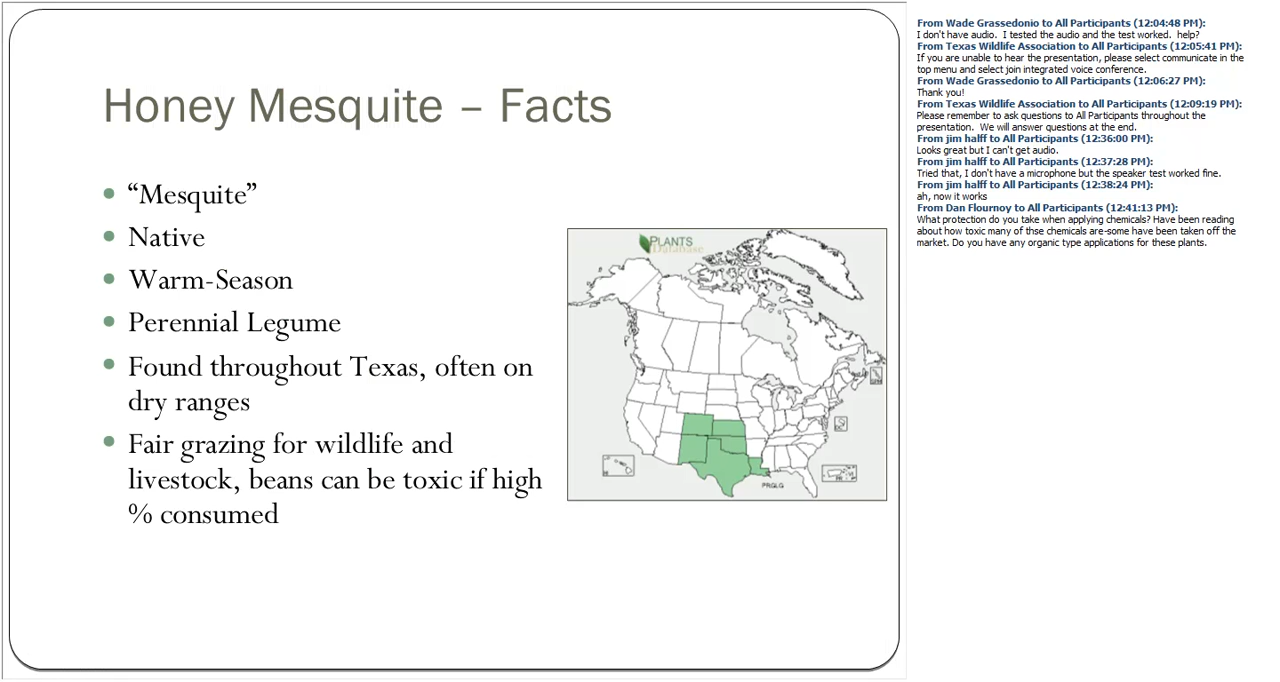 Honey Mesquite – Facts
“Mesquite”
Native
Warm-Season
Perennial Legume
Found throughout Texas, often on
dry ranges
Fair grazing for wildlife and
livestock, beans can be toxic if high
% consumed
PLANTS
Database
PRGLG
From Wade Grassedonio to All Participants (12:04:48 PM):
I don't have audio.  I tested the audio and the test worked.  help?
From Texas Wildlife Association to All Participants (12:05:41 PM):
If you are unable to hear the presentation, please select communicate in the
top menu and select join integrated voice conference.
From Wade Grassedonio to All Participants (12:06:27 PM):
Thank you!
From Texas Wildlife Association to All Participants (12:09:19 PM):
Please remember to ask questions to All Participants throughout the
presentation.  We will answer questions at the end.
From jim halff to All Participants (12:36:00 PM):
Looks great but I can't get audio.
From jim halff to All Participants (12:37:28 PM):
Tried that, I don't have a microphone but the speaker test worked fine.
From jim halff to All Participants (12:38:24 PM):
ah, now it works
From Dan Flournoy to All Participants (12:41:13 PM):
What protection do you take when applying chemicals? Have been reading
about how toxic many of thse chemicals are-some have been taken off the
market. Do you have any organic type applications for these plants.